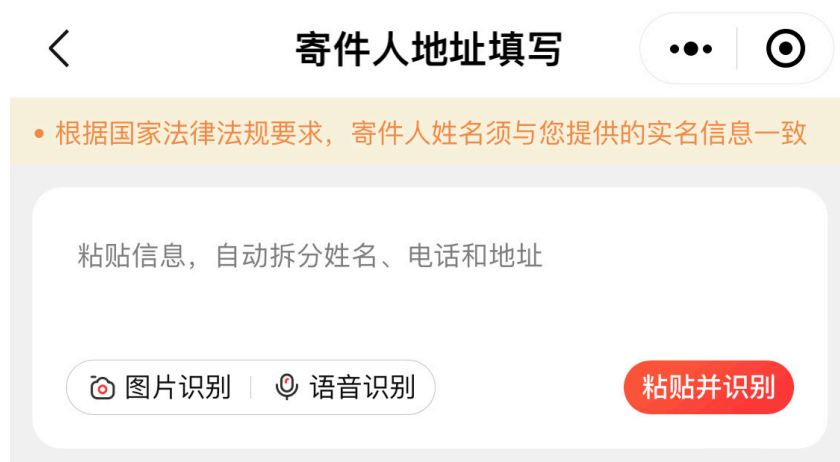 寄件人地址填写
根据国家法律法规要求，寄件人姓名须与您提供的实名信息一致
粘贴信息，自动拆分姓名、电话和地址
图片识别
语音识别
粘贴并识别